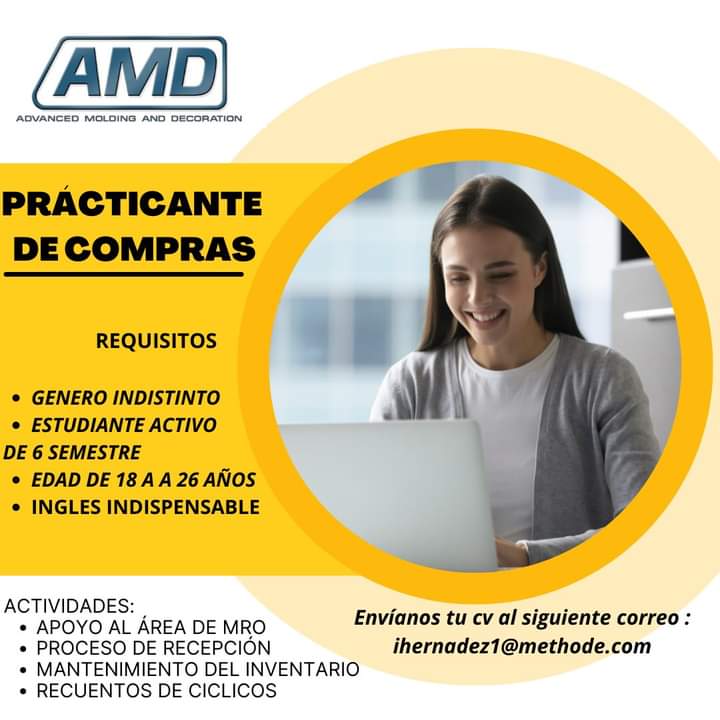 AMD
ADVANCED MOLDING AND DECORATION
PRÁCTICANTE
DE COMPRAS
REQUISITOS
• GENERO INDISTINTO
• ESTUDIANTE ACTIVO
DE 6 SEMESTRE
• EDAD DE 18 A A 26 AÑOS
• INGLES INDISPENSABLE
ACTIVIDADES:
• APOYO AL ÁREA DE MRO
• PROCESO DE RECEPCIÓN
• MANTENIMIENTO DEL INVENTARIO
• RECUENTOS DE CICLICOS
Envíanos tu cv al siguiente correo :
ihernadez1@methode.com